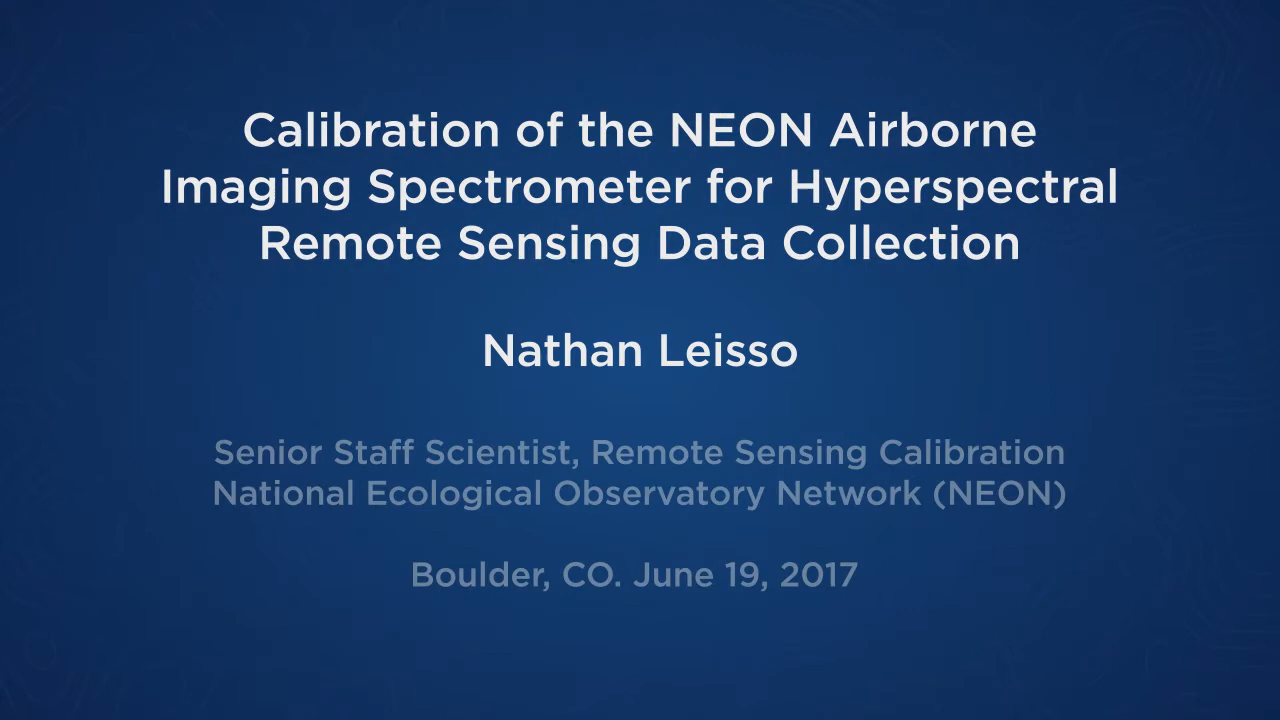 Calibration of the NEON Airborne
Imaging Spectrometer for Hyperspectral
Remote Sensing Data Collection
Nathan Leisso
Senior Staff Scientist, Remote Sensing Calibration
National Ecological Observatory Network (NEON)
Boulder, CO. June 19, 2017